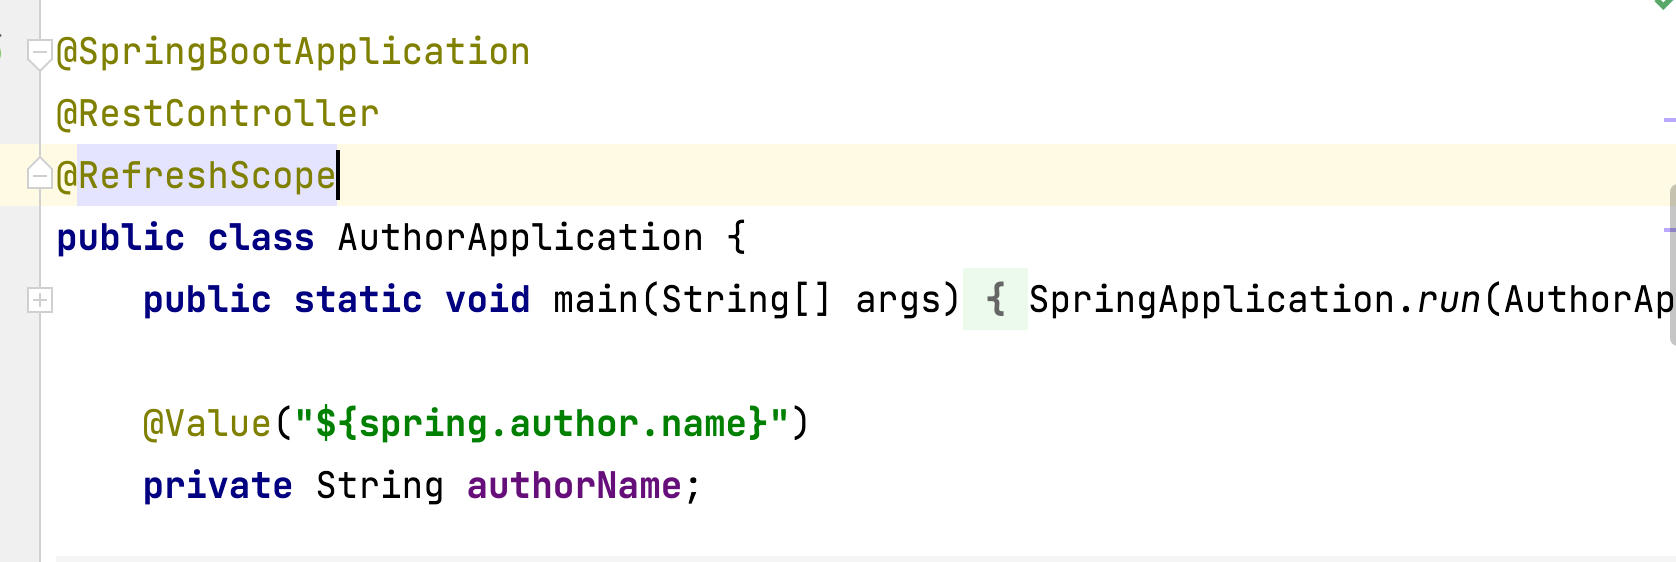 @SpringBootApplication
@RestController
@RefreshScope
public class AuthorApplication {
public static void main(String[] args) { SpringApplication.run(AuthorAp
@Value("${spring.author.name}")
private String authorName;